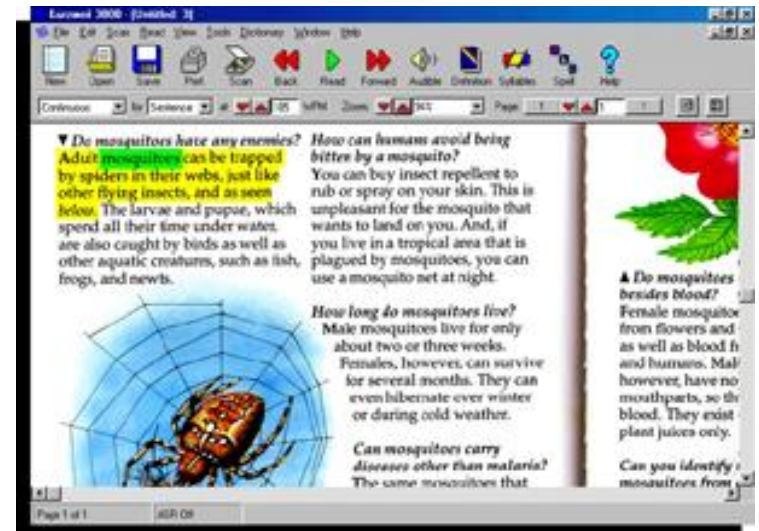 Kurzweil 3000 - [Untitled: 3]
File Edit Scan Read View Tools Dictionary Window Help
New Open Save Print Scan Back Read Forward Audible Definition Syllables Spell Help
Continuous by Sentence at WPM Zoom Page 1 1
▼ Do mosquitoes have any enemies?
Adult mosquitoes can be trapped
by spiders in their webs, just like
other flying insects, and as seen
below. The larvae and pupae, which
spend all their time under water,
are also caught by birds as well as
other aquatic creatures, such as fish,
frogs, and newts.
How can humans avoid being
bitten by a mosquito?
You can buy insect repellent to
rub or spray on your skin. This is
unpleasant for the mosquito that
wants to land on you. And, if
you live in a tropical area that is
plagued by mosquitoes, you can
use a mosquito net at night.
How long do mosquitoes live?
Male mosquitoes live for only
about two or three weeks.
Females, however, can survive
for several months. They can
even hibernate over winter
or during cold weather.
Can mosquitoes carry
diseases other than malaria?
The same mosquitoes that
▲ Do mosquitoes
besides blood?
Female mosquitoe
from flowers and
as well as blood fr
and humans. Mal
however, have no
mouthparts, so th
blood. They exist
plant juices only.
Can you identify
mosquitoes from
Page 1 of 1 ASR Off